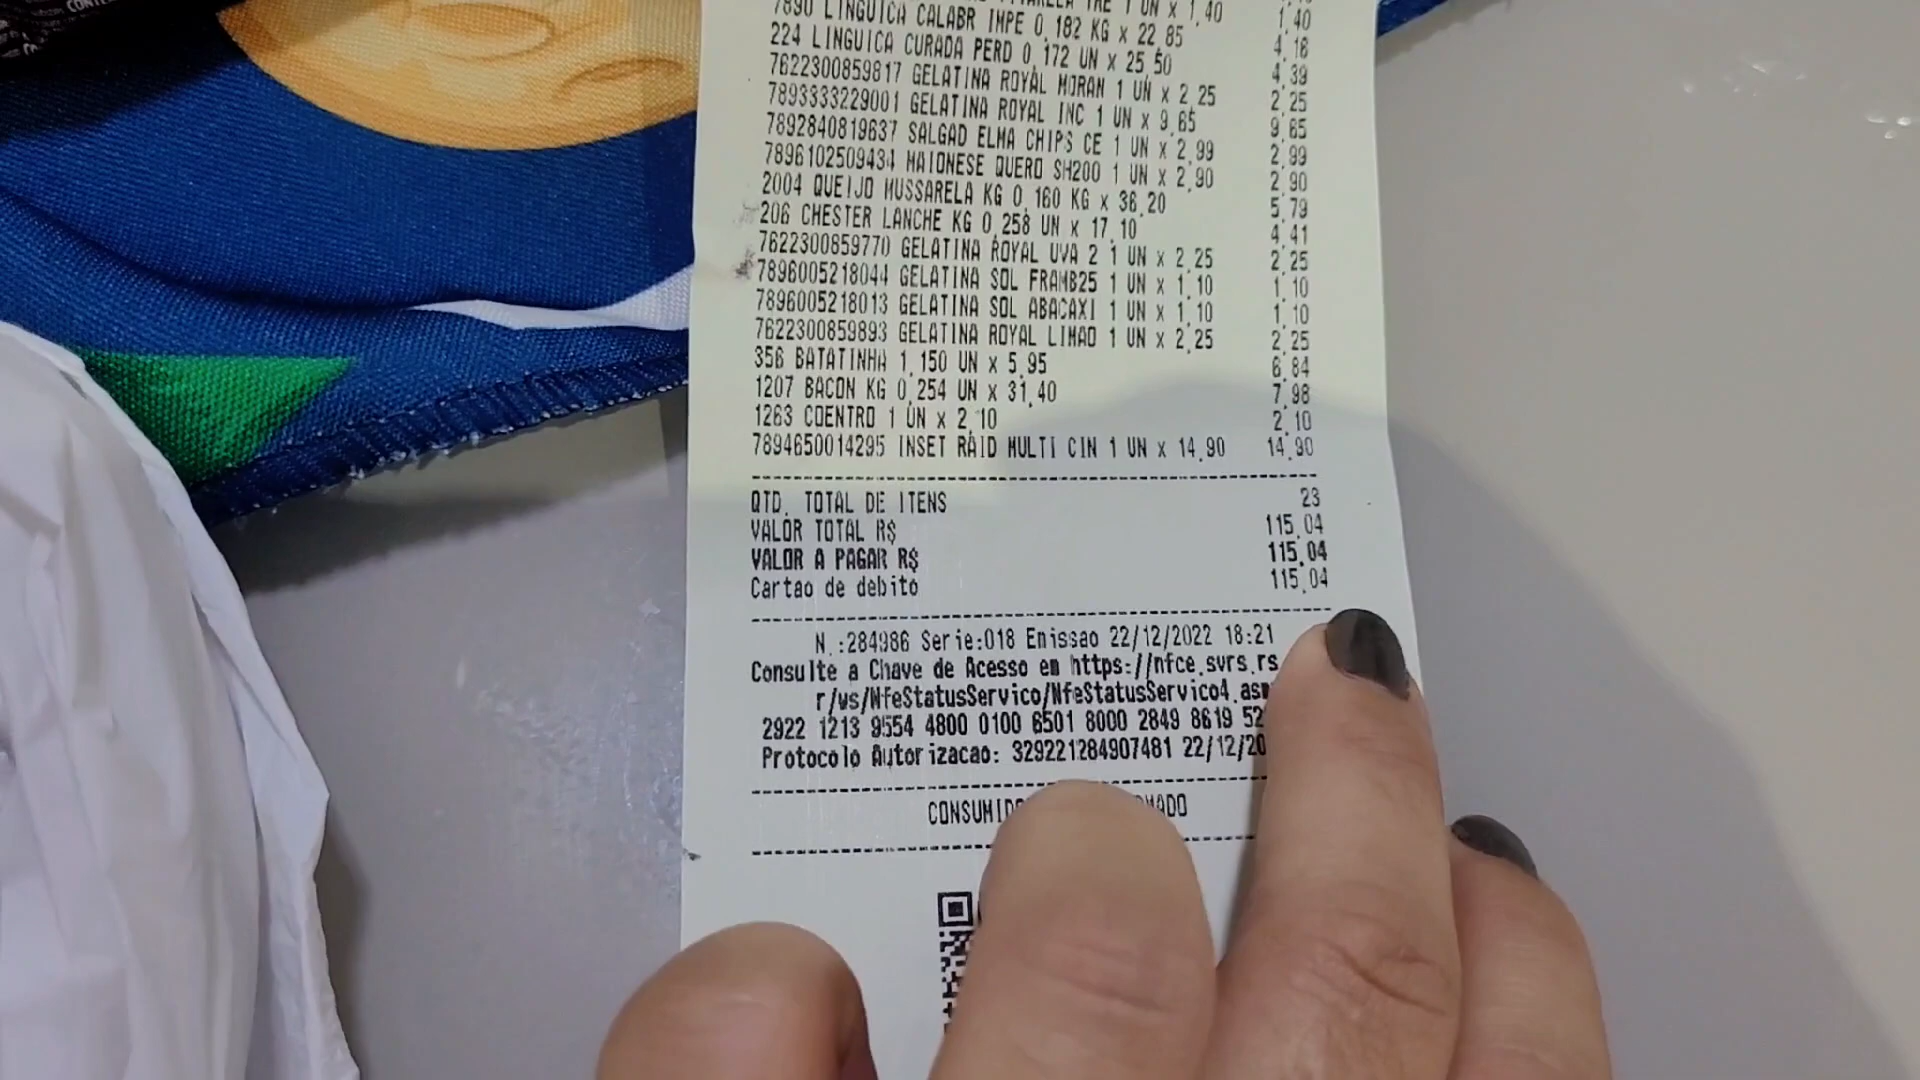 1 UN x 1,40 1,40
7890 LINGUICA CALABR IMPE 0,182 KG x 22,85 4,16
224 LINGUICA CURADA PERD 0,172 UN x 25,50 4,39
7622300859817 GELATINA ROYAL MORAN 1 UN x 2,25 2,25
7893333229001 GELATINA ROYAL INC 1 UN x 9,65 9,65
7892840819637 SALGAD ELMA CHIPS CE 1 UN x 2,99 2,99
7896102509434 MAIONESE QUERO SH200 1 UN x 2,90 2,90
2004 QUEIJO MUSSARELA KG 0,160 KG x 36,20 5,79
206 CHESTER LANCHE KG 0,258 UN x 17,10 4,41
7622300859770 GELATINA ROYAL UVA 2 1 UN x 2,25 2,25
7896005218044 GELATINA SOL FRAMB25 1 UN x 1,10 1,10
7896005218013 GELATINA SOL ABACAXI 1 UN x 1,10 1,10
7622300859893 GELATINA ROYAL LIMAO 1 UN x 2,25 2,25
356 BATATINHA 1,150 UN x 5,95 6,84
1207 BACON KG 0,254 UN x 31,40 7,98
1263 COENTRO 1 UN x 2,10 2,10
7894650014295 INSET RAID MULTI CIN 1 UN x 14,90 14,90
QTD. TOTAL DE ITENS 23
VALOR TOTAL R$ 115,04
VALOR A PAGAR R$ 115,04
Cartao de debito 115,04
N.:284986 Serie:018 Emissao 22/12/2022 18:21
Consulte a Chave de Acesso em https://nfce.svrs.rs
r/ws/NfeStatusServico/NfeStatusServico4.asm
2922 1213 9554 4800 0100 6501 8000 2849 8619 52
Protocolo Autorizacao: 329221284907481 22/12/20